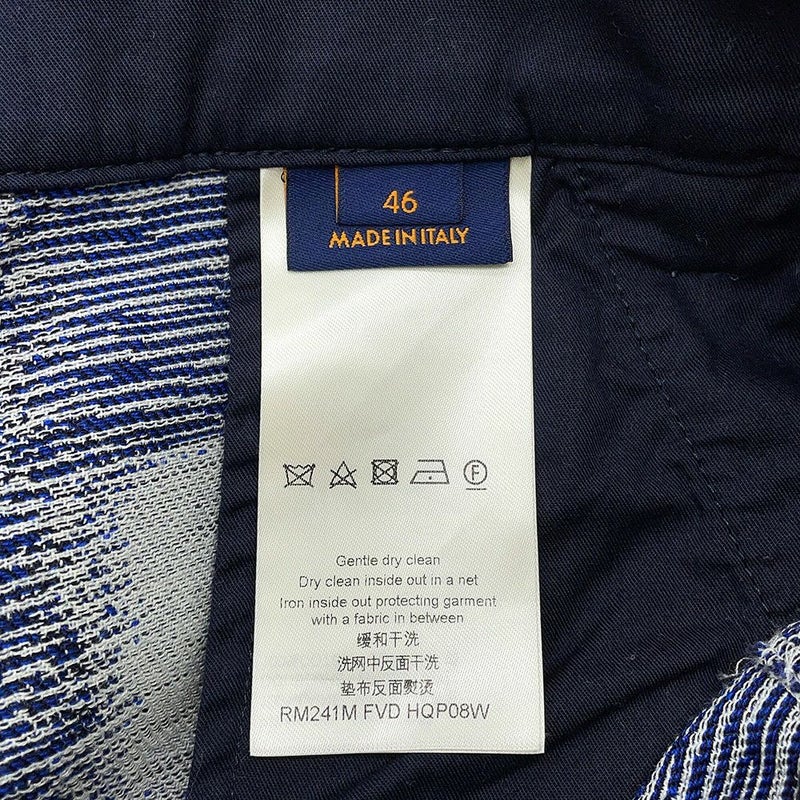 46
MADE IN ITALY
F
Gentle dry clean
Dry clean inside out in a net
Iron inside out protecting garment
with a fabric in between
缓和干洗
洗网中反面干洗
垫布反面熨烫
RM241M FVD HQP08W